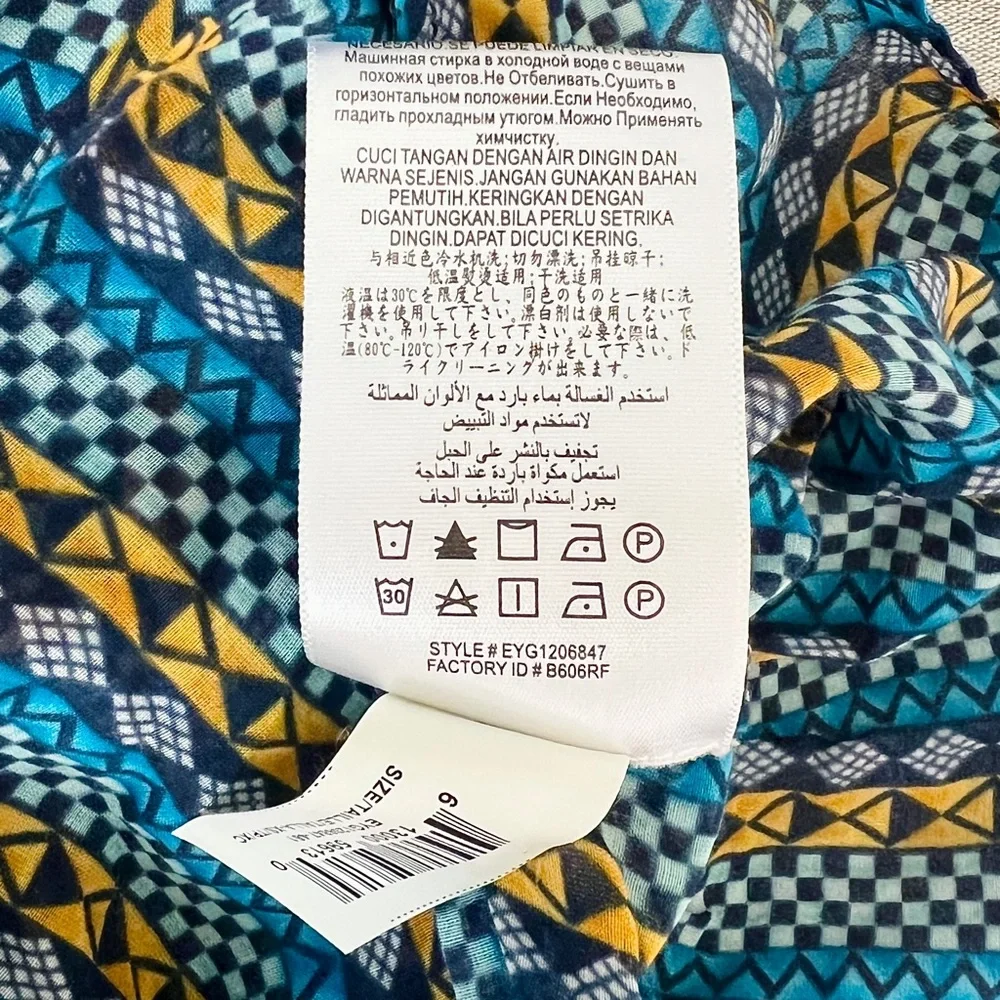 NECESARIO.SE PUEDE LIMPIAR EN SECO.
Машинная стирка в холодной воде с вещами
похожих цветов.Не Отбеливать.Сушить в
горизонтальном положении.Если Необходимо,
гладить прохладным утюгом.Можно Применять
химчистку.
CUCI TANGAN DENGAN AIR DINGIN DAN
WARNA SEJENIS.JANGAN GUNAKAN BAHAN
PEMUTIH.KERINGKAN DENGAN
DIGANTUNGKAN.BILA PERLU SETRIKA
DINGIN.DAPAT DICUCI KERING.
与相近色冷水机洗;切勿漂洗;吊挂晾干;
低温熨烫适用;干洗适用
液温は30℃を限度とし、同色のものと一緒に洗
濯機を使用して下さい。漂白剤は使用しないで
下さい。吊り干しをして下さい。必要な際は、低
温(80℃-120℃)でアイロン掛けをして下さい。ド
ライクリーニングが出来ます。
استخدم الغسالة بماء بارد مع الألوان المماثلة
لاتستخدم مواد التبييض
تجفيف بالنشر على الحبل
استعمل مكواة باردة عند الحاجة
يجوز إستخدام التنظيف الجاف
P
30 P
STYLE # EYG1206847
FACTORY ID # B606RF
6
0